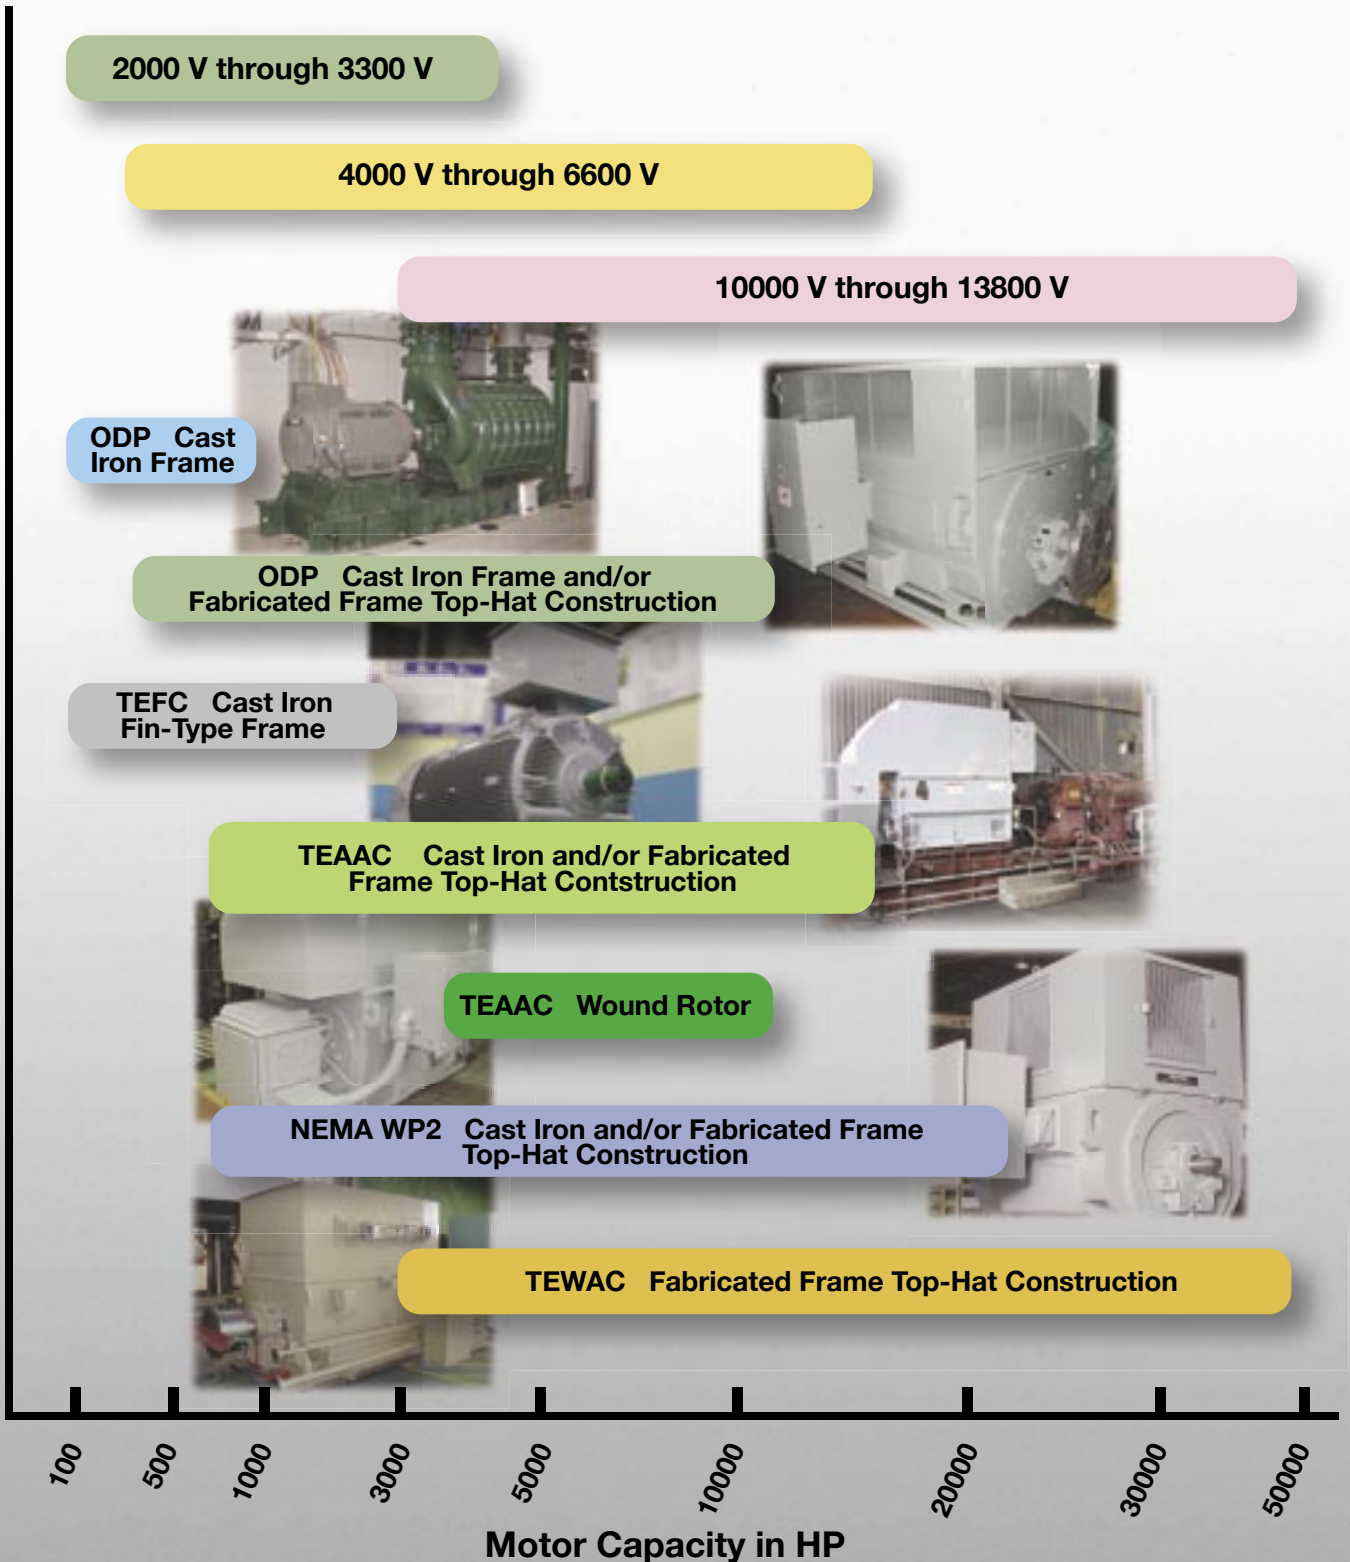 2000 V through 3300 V
4000 V through 6600 V
10000 V through 13800 V
ODP Cast
Iron Frame
ODP Cast Iron Frame and/or
Fabricated Frame Top-Hat Construction
TEFC Cast Iron
Fin-Type Frame
TEAAC Cast Iron and/or Fabricated
Frame Top-Hat Contstruction
TEAAC Wound Rotor
NEMA WP2 Cast Iron and/or Fabricated Frame
Top-Hat Construction
TEWAC Fabricated Frame Top-Hat Construction
100 500 1000 3000 5000 10000 20000 30000 50000
Motor Capacity in HP